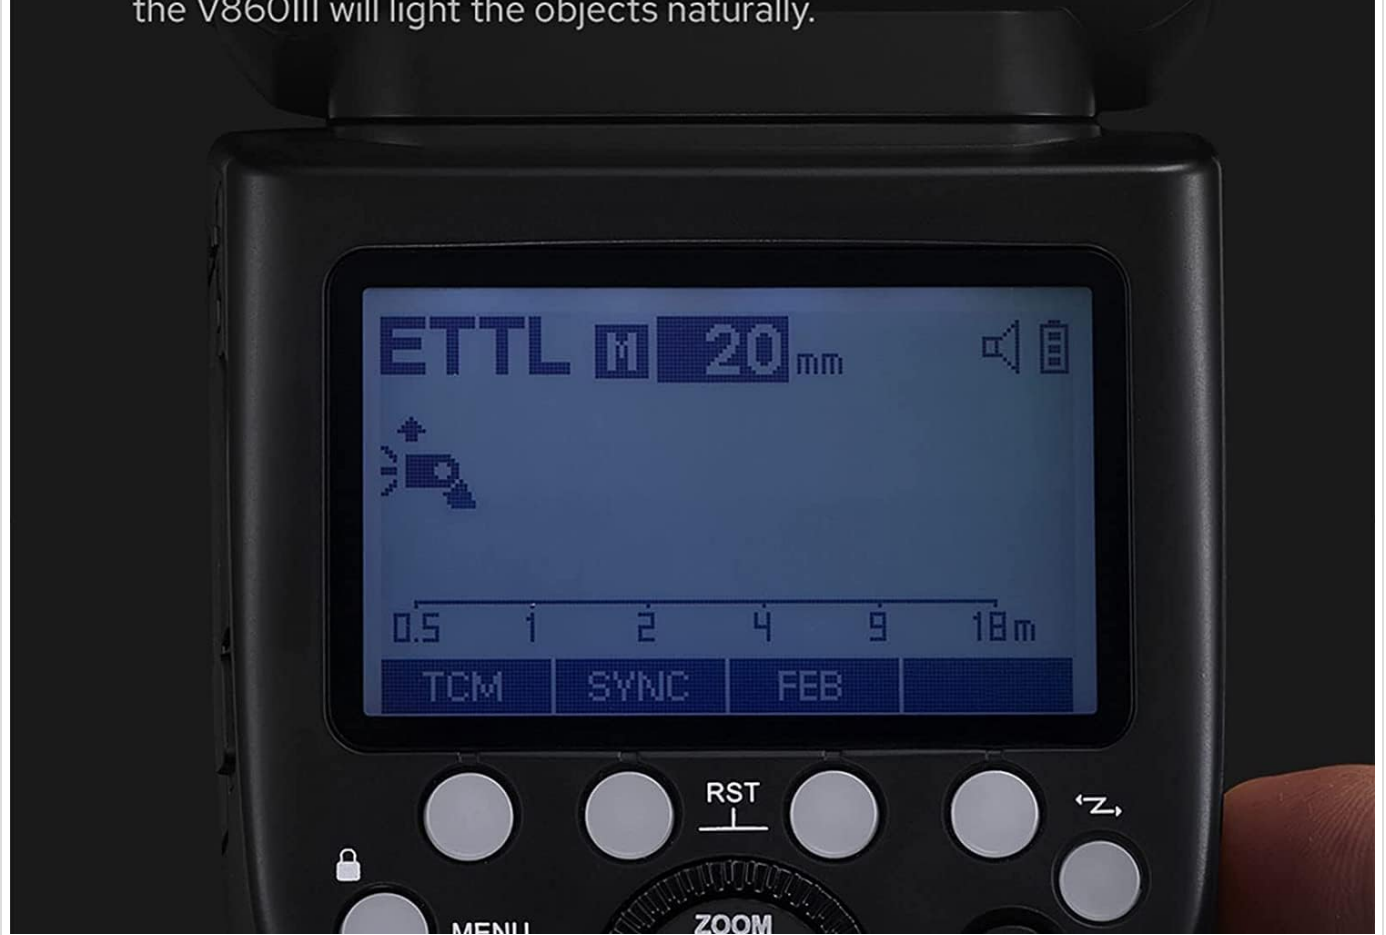 the V860III will light the objects naturally.
ETTL M 20mm
0.5 1 2 4 9 18m
TCM SYNC FEB
RST
Z
MENU
ZOOM